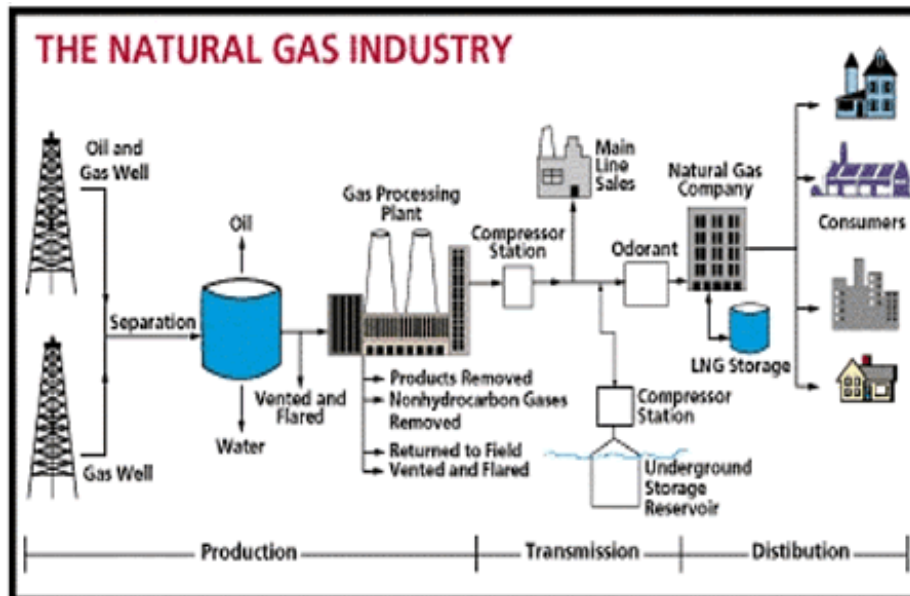 THE NATURAL GAS INDUSTRY
Oil and
Gas Well
Gas Well
Separation
Oil
Water
Vented and
Flared
Gas Processing
Plant
Products Removed
Nonhydrocarbon Gases
Removed
Returned to Field
Vented and Flared
Compressor
Station
Main
Line
Sales
Compressor
Station
Underground
Storage
Reservoir
Odorant
Natural Gas
Company
LNG Storage
Consumers
Production
Transmission
Distibution